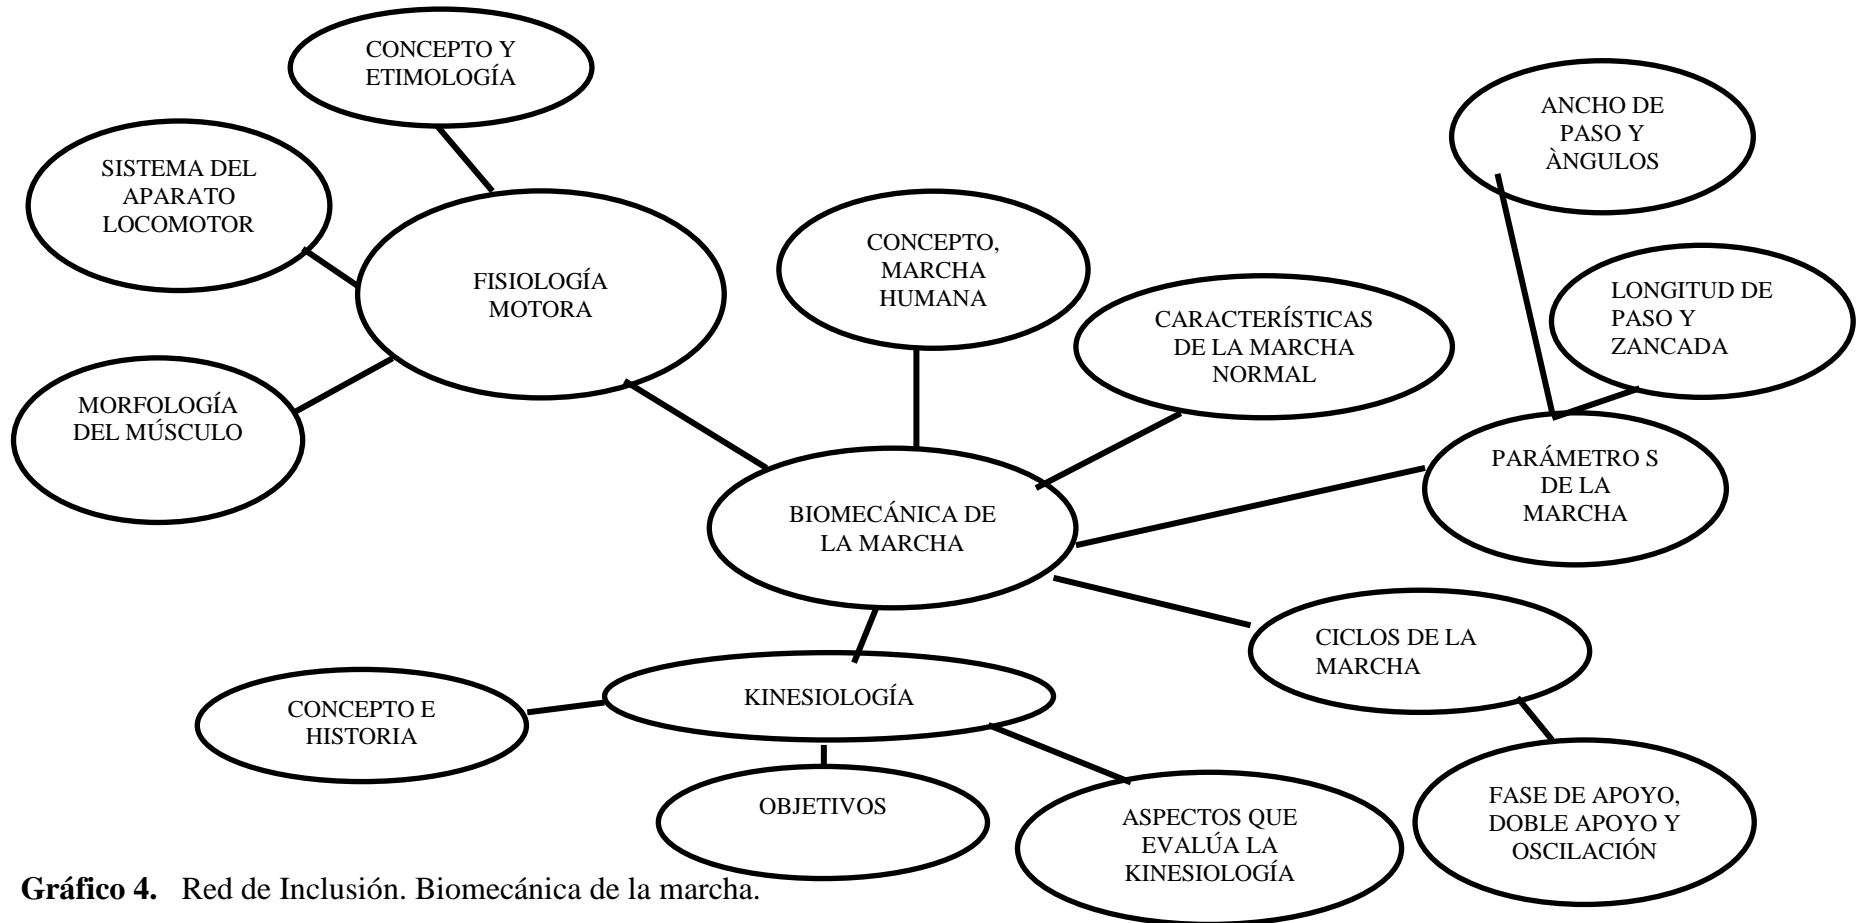 CONCEPTO Y
ETIMOLOGÍA
SISTEMA DEL
APARATO
LOCOMOTOR
FISIOLOGÍA
MOTORA
MORFOLOGÍA
DEL MÚSCULO
CONCEPTO,
MARCHA
HUMANA
CARACTERÍSTICAS
DE LA MARCHA
NORMAL
ANCHO DE
PASO Y
ÀNGULOS
LONGITUD DE
PASO Y
ZANCADA
PARÁMETRO S
DE LA
MARCHA
BIOMECÁNICA DE
LA MARCHA
CICLOS DE LA
MARCHA
KINESIOLOGÍA
CONCEPTO E
HISTORIA
OBJETIVOS
ASPECTOS QUE
EVALÚA LA
KINESIOLOGÍA
FASE DE APOYO,
DOBLE APOYO Y
OSCILACIÓN
Gráfico 4. Red de Inclusión. Biomecánica de la marcha.